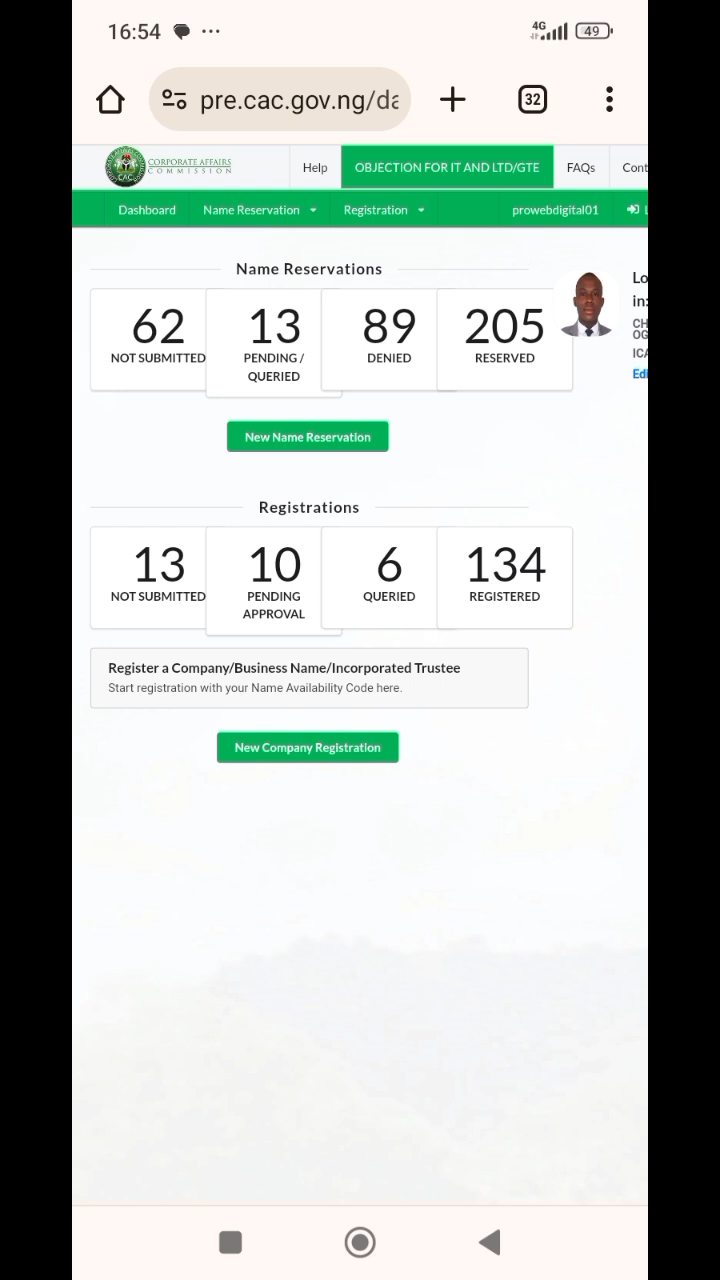 16:54
4G
49
pre.cac.gov.ng/da
32
CORPORATE AFFAIRS
COMMISSION
CAC
Help
OBJECTION FOR IT AND LTD/GTE
FAQs
Cont
Dashboard
Name Reservation
Registration
prowebdigital01
L
Name Reservations
Lo
in:
CH
OG
ICA
Edi
62
NOT SUBMITTED
13
PENDING /
QUERIED
89
DENIED
205
RESERVED
New Name Reservation
Registrations
13
NOT SUBMITTED
10
PENDING
APPROVAL
6
QUERIED
134
REGISTERED
Register a Company/Business Name/Incorporated Trustee
Start registration with your Name Availability Code here.
New Company Registration